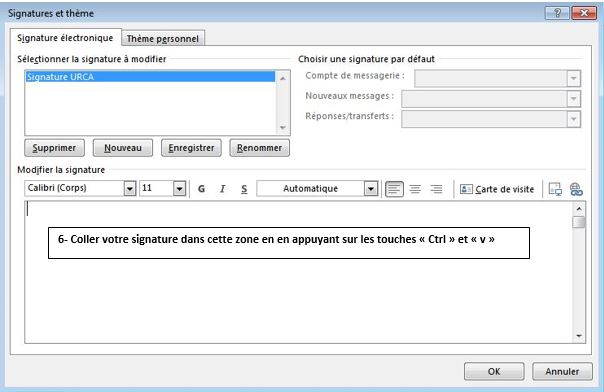 Signatures et thème
Signature électronique Thème personnel
Sélectionner la signature à modifier Choisir une signature par défaut
Signature URCA
Compte de messagerie :
Nouveaux messages :
Réponses/transferts :
Supprimer Nouveau Enregistrer Renommer
Modifier la signature
Calibri (Corps) 11 G I S Automatique Carte de visite
6- Coller votre signature dans cette zone en en appuyant sur les touches « Ctrl » et « v »
OK Annuler